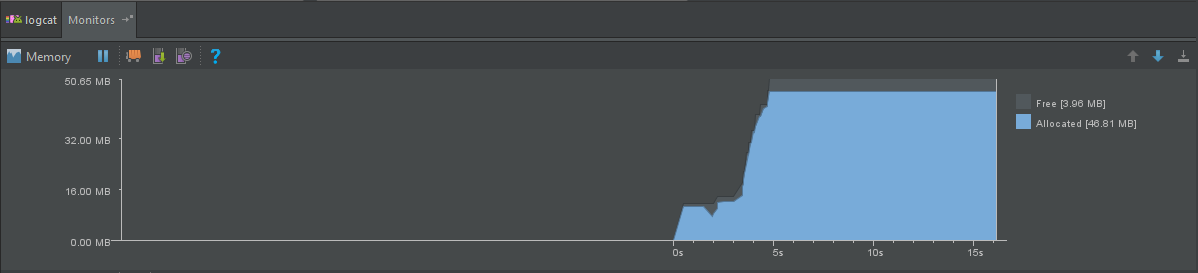 logcat Monitors
Memory ?
50.65 MB
Free [3.96 MB]
Allocated [46.81 MB]
32.00 MB
16.00 MB
0.00 MB
0s 5s 10s 15s